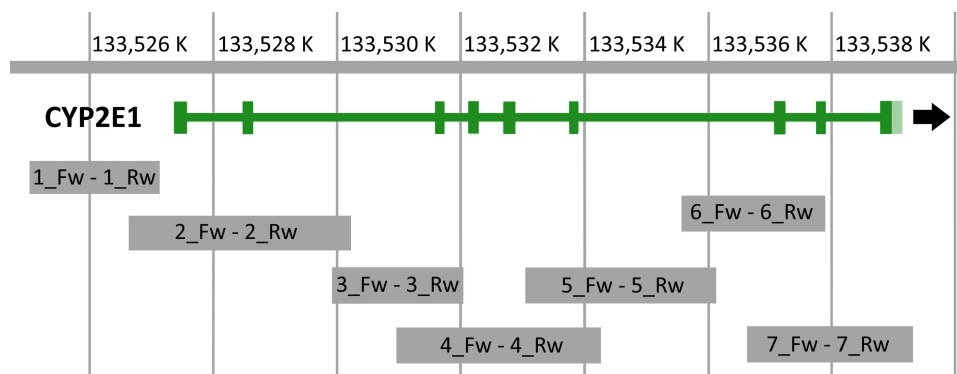 133,526 K 133,528 K 133,530 K 133,532 K 133,534 K 133,536 K 133,538 K
CYP2E1
1_Fw - 1_Rw
6_Fw - 6_Rw
2_Fw - 2_Rw
3_Fw - 3_Rw 5_Fw - 5_Rw
4_Fw - 4_Rw 7_Fw - 7_Rw